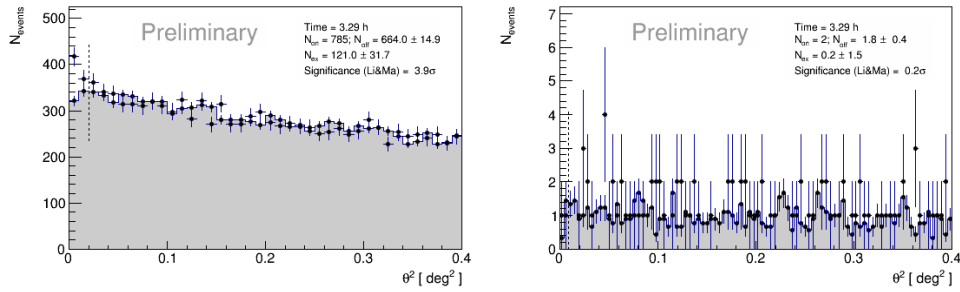 Preliminary
Time = 3.29 h
N_on = 785; N_off = 664.0 ± 14.9
N_ex = 121.0 ± 31.7
Significance (Li&Ma) = 3.9σ
N_events
500
400
300
200
100
0
0 0.1 0.2 0.3 0.4
θ² [ deg² ]
Preliminary
Time = 3.29 h
N_on = 2; N_off = 1.8 ± 0.4
N_ex = 0.2 ± 1.5
Significance (Li&Ma) = 0.2σ
N_events
7
6
5
4
3
2
1
0
0 0.1 0.2 0.3 0.4
θ² [ deg² ]